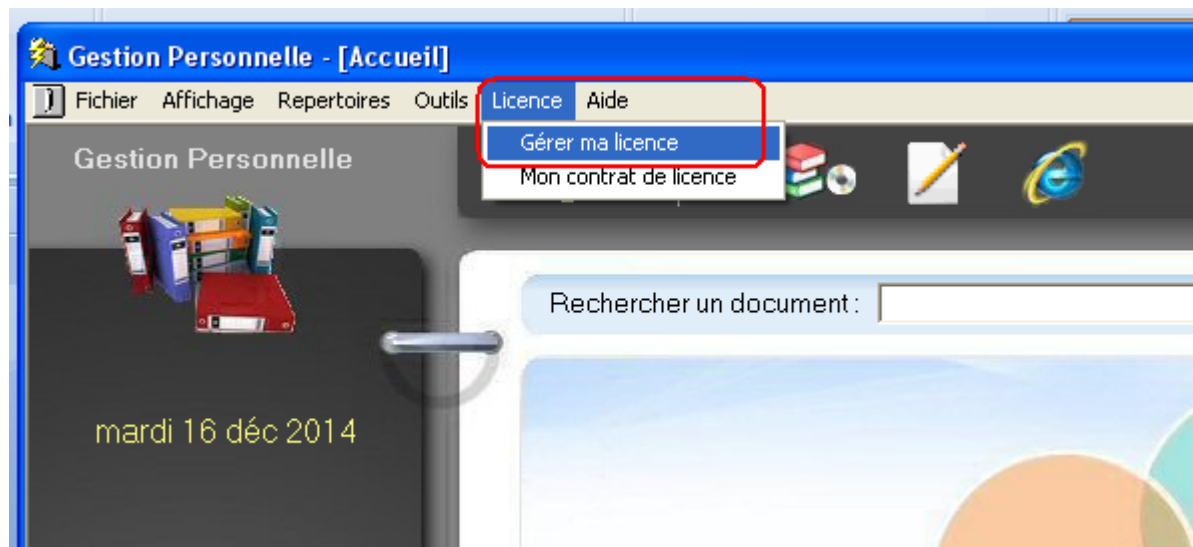 Gestion Personnelle - [Accueil]
Fichier Affichage Repertoires Outils Licence Aide
Gérer ma licence
Mon contrat de licence
Gestion Personnelle
Rechercher un document :
mardi 16 déc 2014